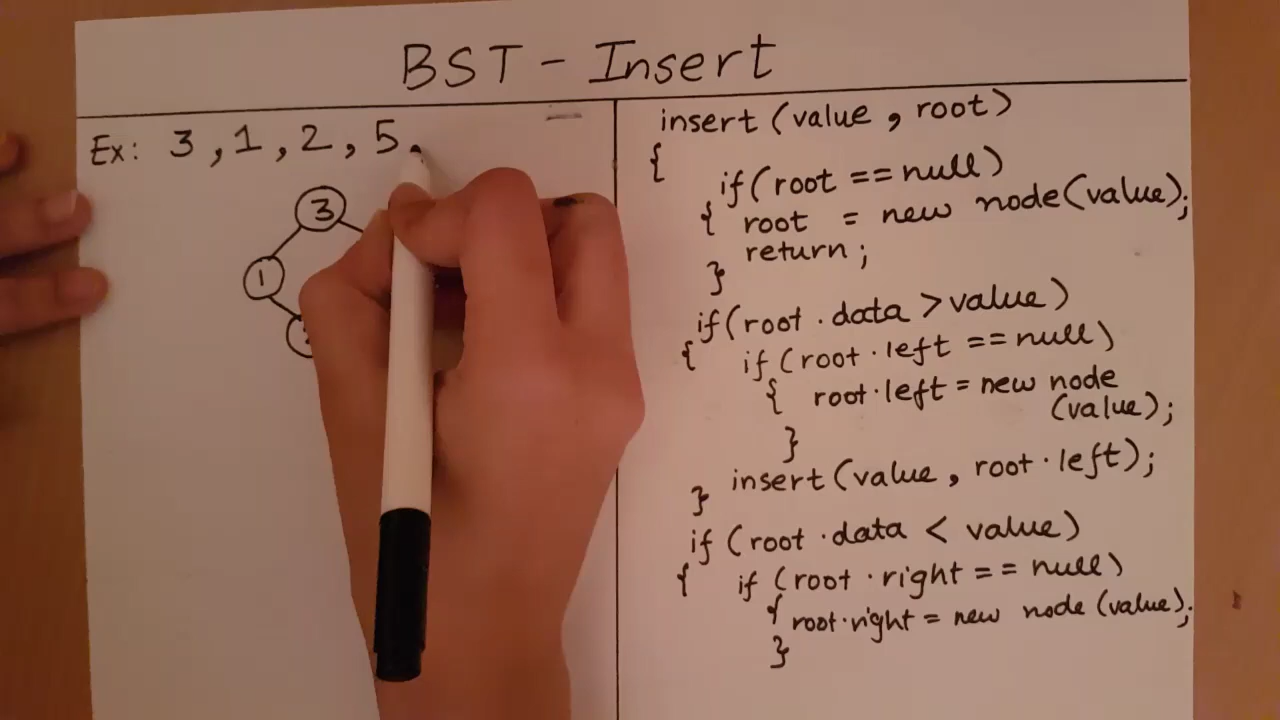 BST - Insert
Ex: 3, 1, 2, 5
3
1
insert (value, root)
{
if (root == null)
{ root = new node(value);
return;
}
if (root.data > value)
{ if (root.left == null)
{ root.left = new node
(value);
}
insert (value, root.left);
}
if (root.data < value)
{ if (root.right == null)
{ root.right = new node (value);
}